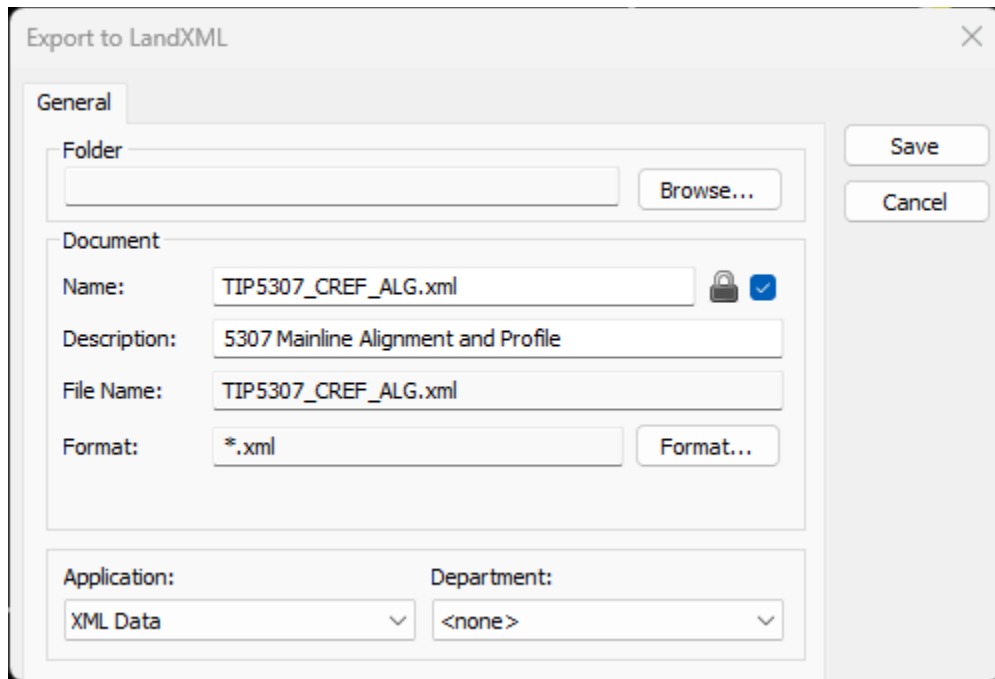 Export to LandXML
General
Folder
Browse...
Save
Cancel
Document
Name: TIP5307_CREF_ALG.xml
Description: 5307 Mainline Alignment and Profile
File Name: TIP5307_CREF_ALG.xml
Format: *.xml Format...
Application: Department:
XML Data <none>